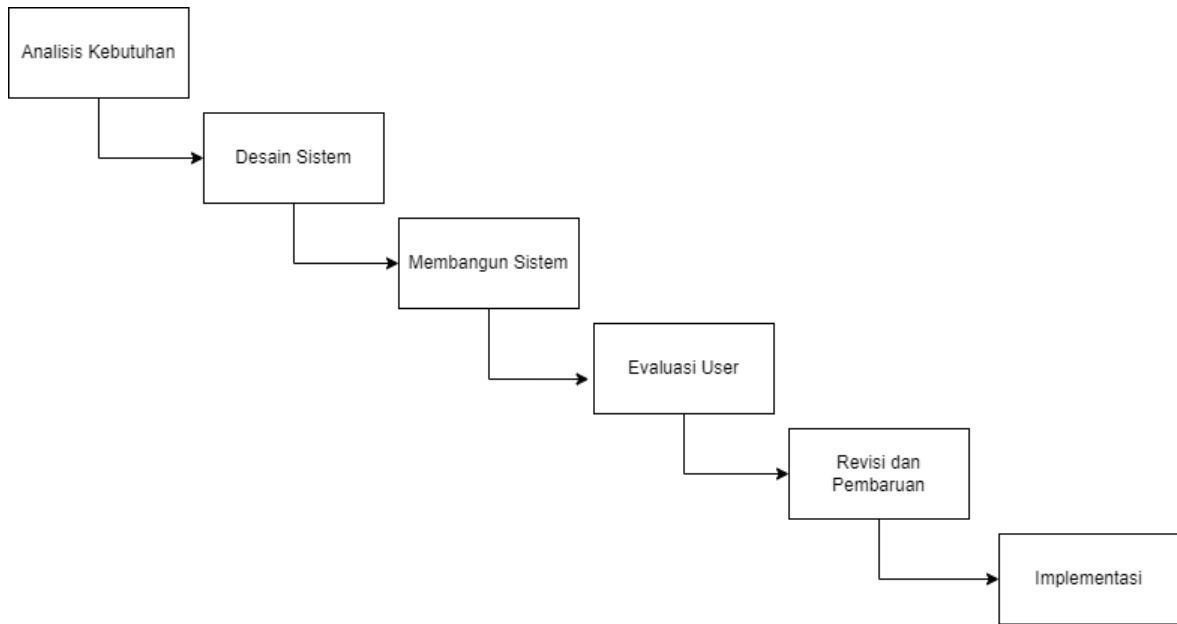 Analisis Kebutuhan
Desain Sistem
Membangun Sistem
Evaluasi User
Revisi dan
Pembaruan
Implementasi